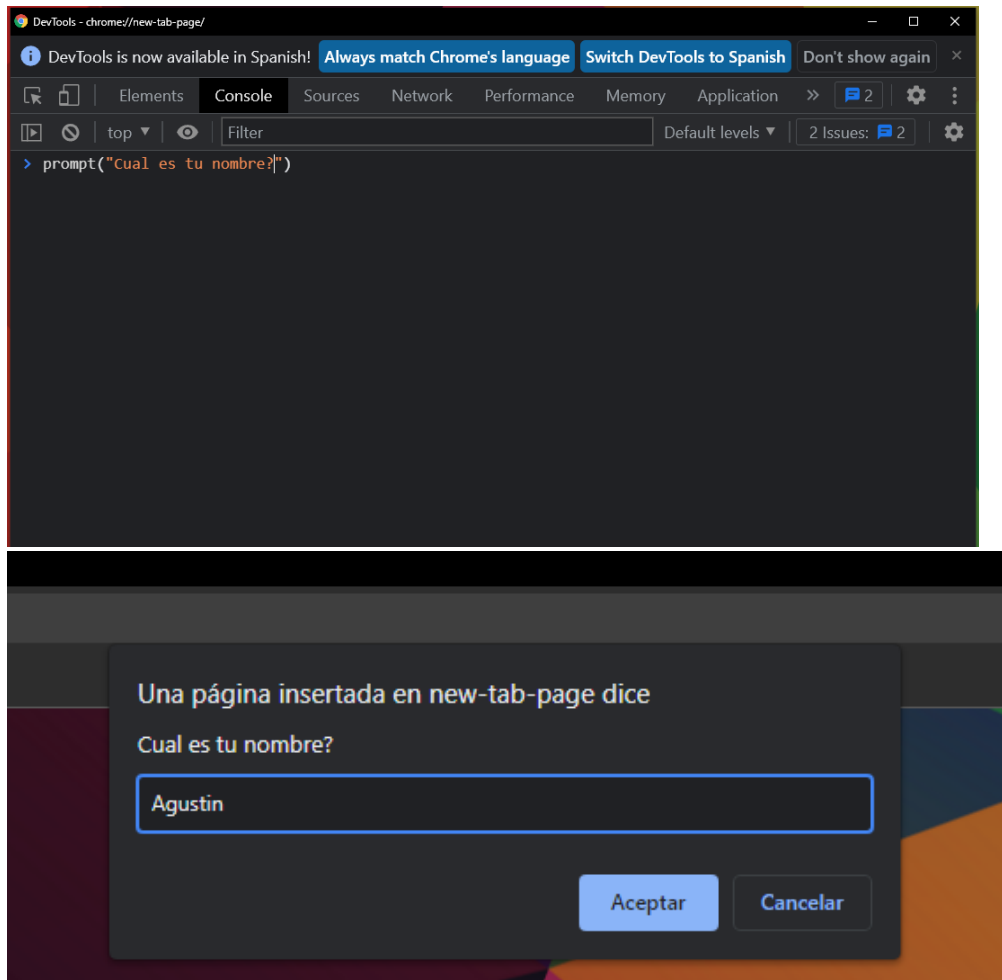 DevTools - chrome://new-tab-page/
DevTools is now available in Spanish! Always match Chrome's language Switch DevTools to Spanish Don't show again
Elements Console Sources Network Performance Memory Application 2
top Filter Default levels 2 Issues: 2
prompt("Cual es tu nombre?")
Una página insertada en new-tab-page dice
Cual es tu nombre?
Agustin
Aceptar Cancelar